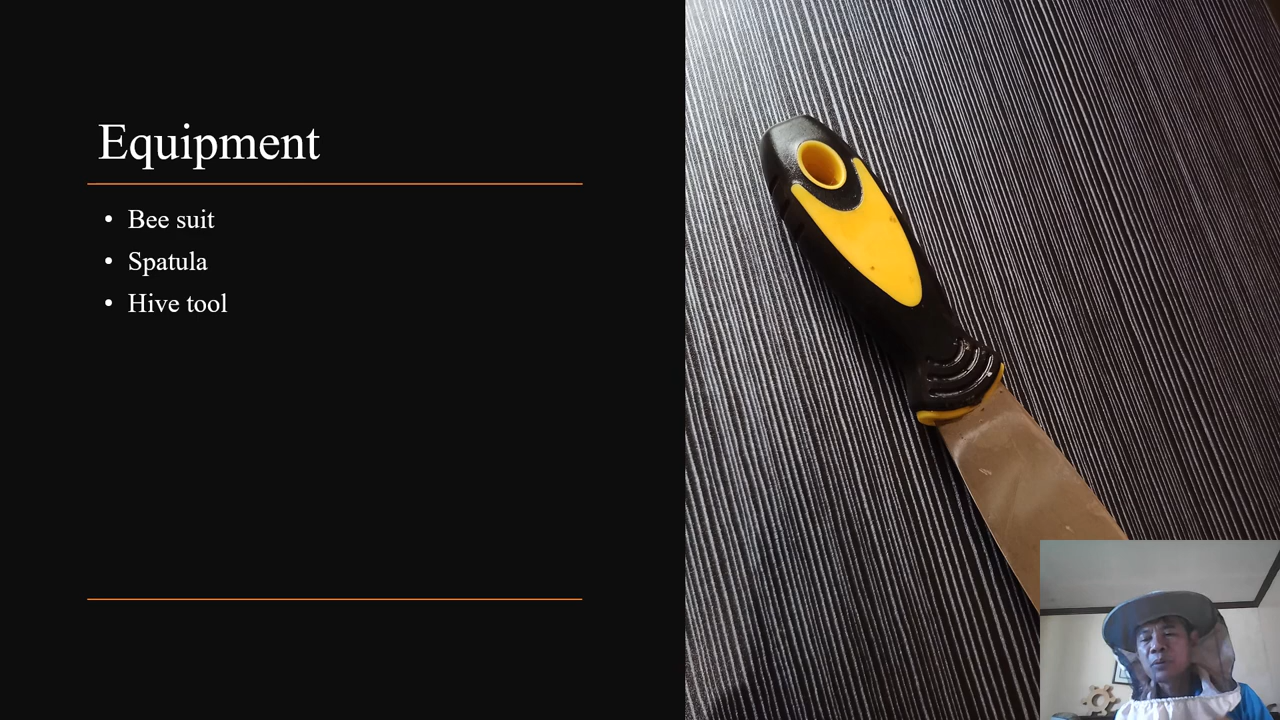 Equipment
• Bee suit
• Spatula
• Hive tool